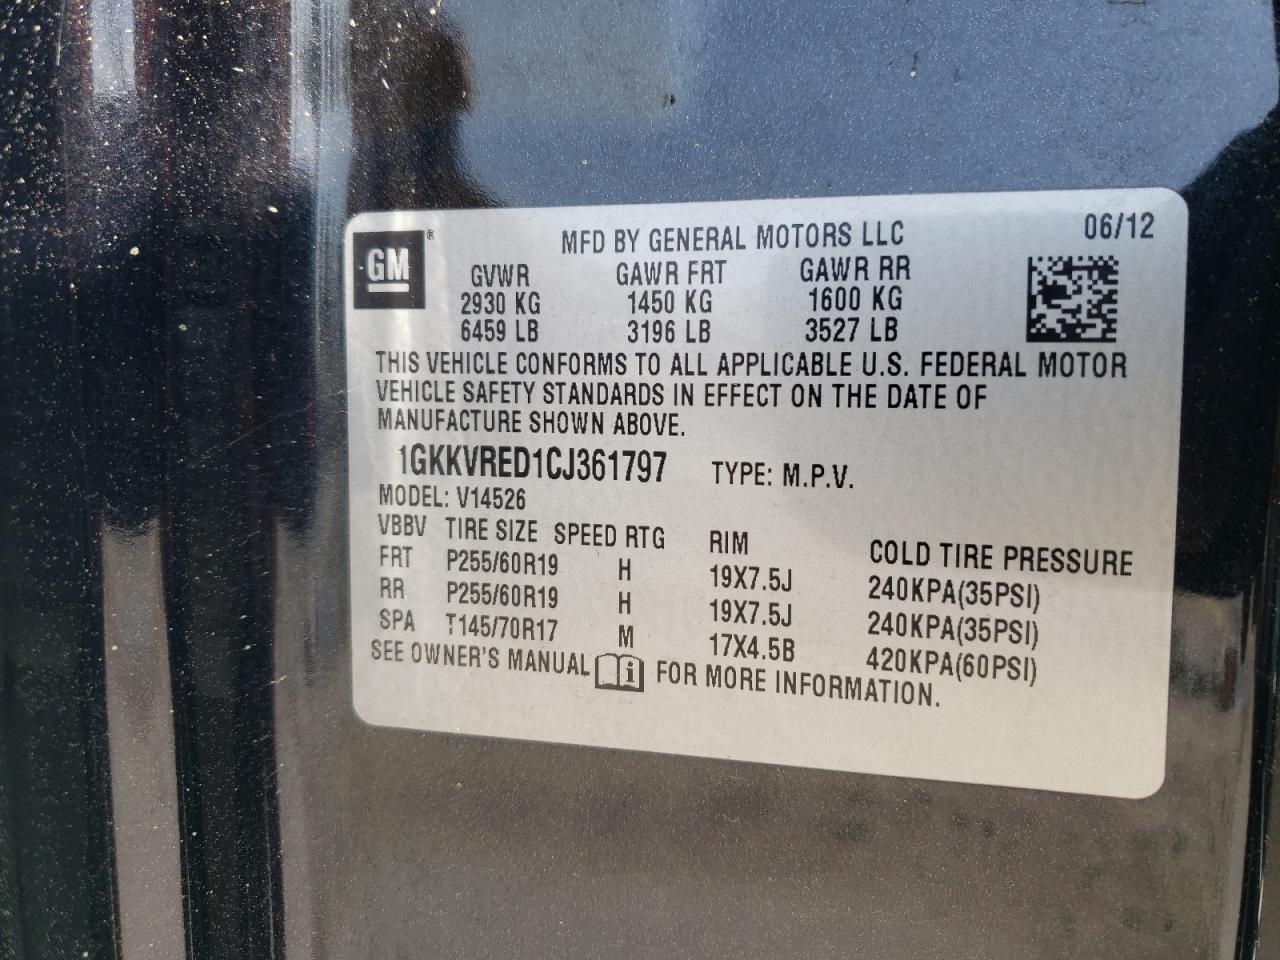 GM ®
MFD BY GENERAL MOTORS LLC 06/12
GVWR GAWR FRT GAWR RR
2930 KG 1450 KG 1600 KG
6459 LB 3196 LB 3527 LB
THIS VEHICLE CONFORMS TO ALL APPLICABLE U.S. FEDERAL MOTOR
VEHICLE SAFETY STANDARDS IN EFFECT ON THE DATE OF
MANUFACTURE SHOWN ABOVE.
1GKKVRED1CJ361797 TYPE: M.P.V.
MODEL: V14526
VBBV TIRE SIZE SPEED RTG RIM COLD TIRE PRESSURE
FRT P255/60R19 H 19X7.5J 240KPA(35PSI)
RR P255/60R19 H 19X7.5J 240KPA(35PSI)
SPA T145/70R17 M 17X4.5B 420KPA(60PSI)
SEE OWNER'S MANUAL i FOR MORE INFORMATION.